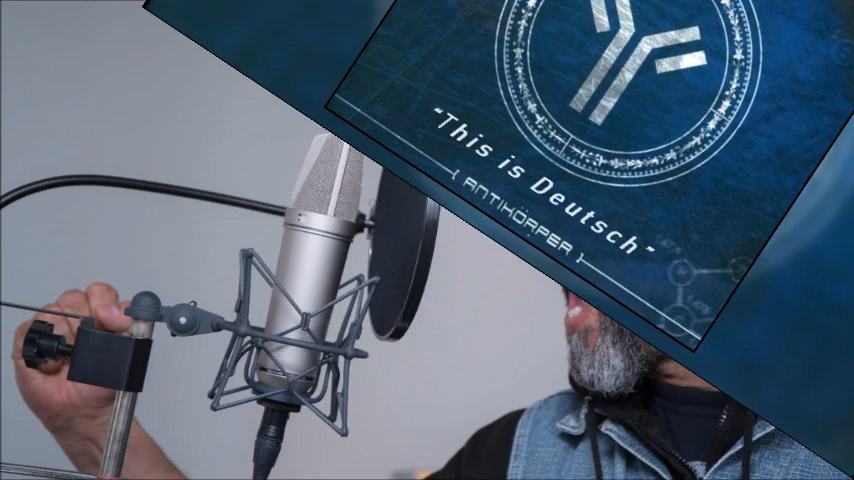 “This is Deutsch”
{ ANTIKÖRPER }